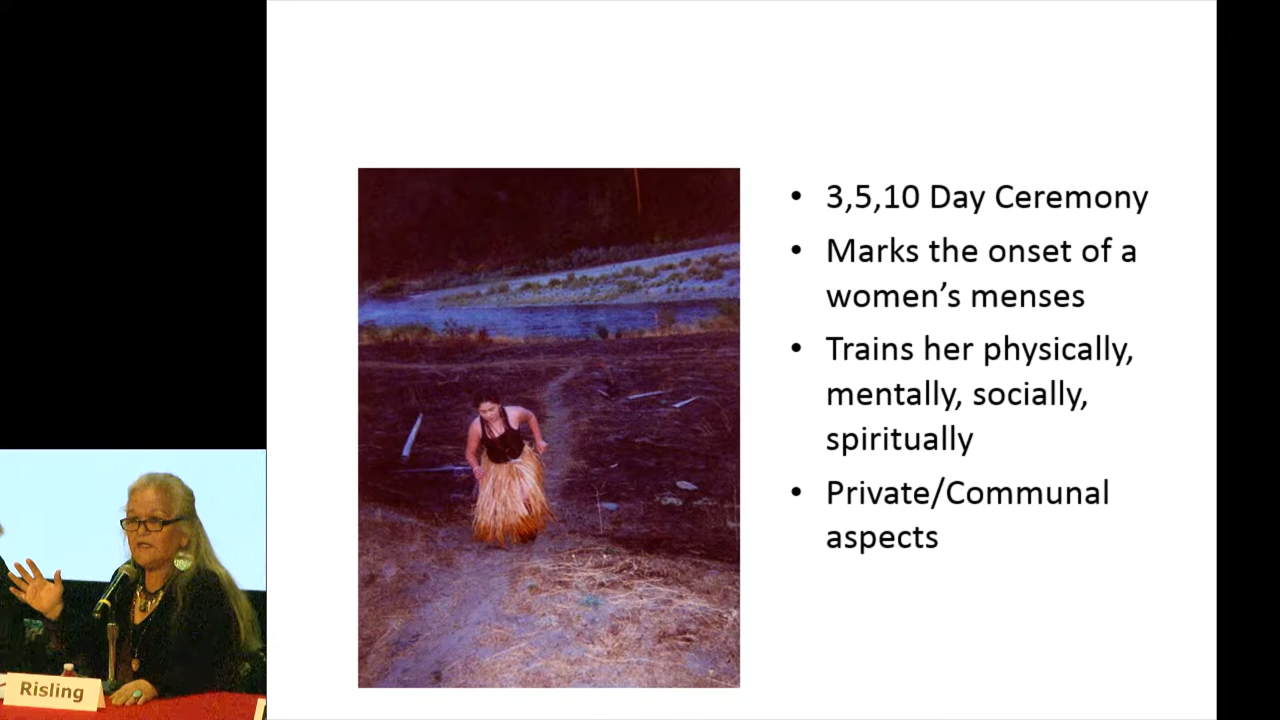 • 3,5,10 Day Ceremony
• Marks the onset of a
women’s menses
• Trains her physically,
mentally, socially,
spiritually
• Private/Communal
aspects
Risling